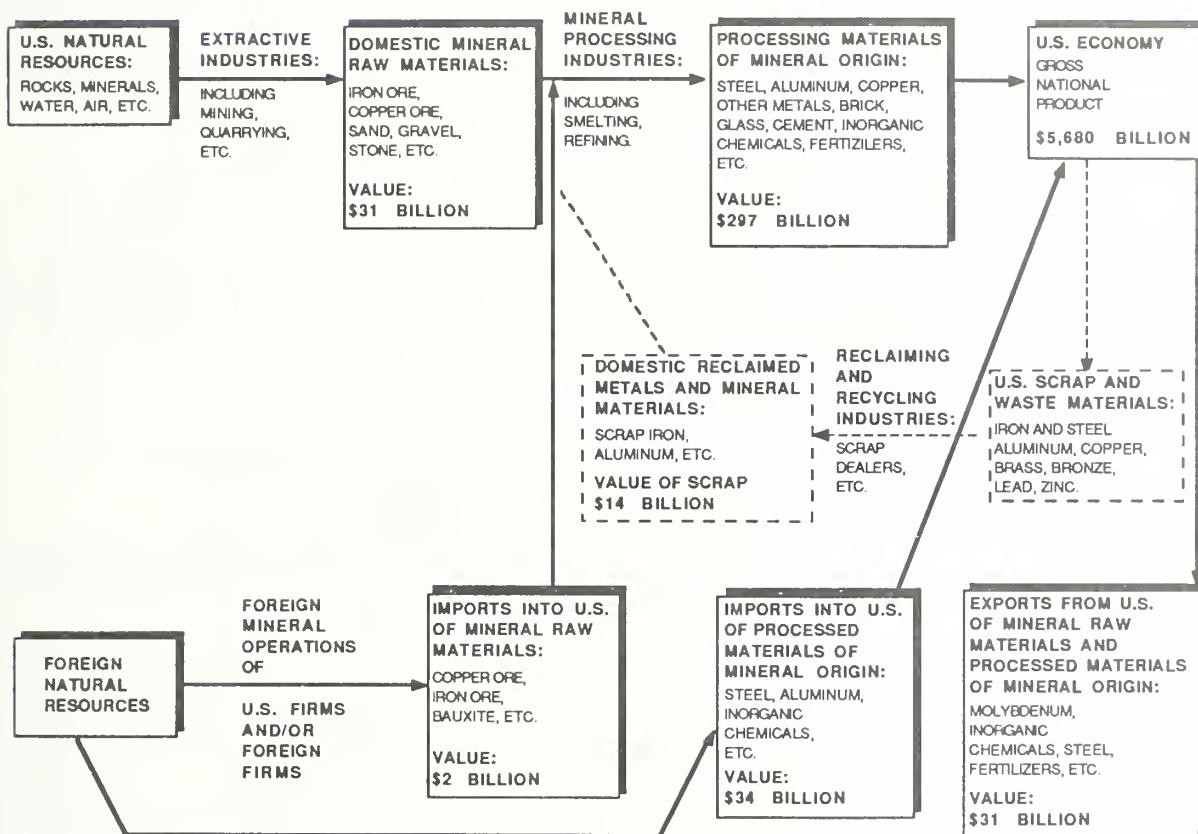 U.S. NATURAL
RESOURCES:
ROCKS, MINERALS,
WATER, AIR, ETC.
EXTRACTIVE
INDUSTRIES:
INCLUDING
MINING,
QUARRYING,
ETC.
DOMESTIC MINERAL
RAW MATERIALS:
IRON ORE,
COPPER ORE,
SAND, GRAVEL,
STONE, ETC.
VALUE:
$31 BILLION
MINERAL
PROCESSING
INDUSTRIES:
INCLUDING
SMELTING,
REFINING.
PROCESSING MATERIALS
OF MINERAL ORIGIN:
STEEL, ALUMINUM, COPPER,
OTHER METALS, BRICK,
GLASS, CEMENT, INORGANIC
CHEMICALS, FERTIZILERS,
ETC.
VALUE:
$297 BILLION
U.S. ECONOMY
GROSS
NATIONAL
PRODUCT
$5,680 BILLION
DOMESTIC RECLAIMED
METALS AND MINERAL
MATERIALS:
SCRAP IRON,
ALUMINUM, ETC.
VALUE OF SCRAP
$14 BILLION
RECLAIMING
AND
RECYCLING
INDUSTRIES:
SCRAP
DEALERS,
ETC.
U.S. SCRAP AND
WASTE MATERIALS:
IRON AND STEEL
ALUMINUM, COPPER,
BRASS, BRONZE,
LEAD, ZINC.
FOREIGN
NATURAL
RESOURCES
FOREIGN
MINERAL
OPERATIONS
OF
U.S. FIRMS
AND/OR
FOREIGN
FIRMS
IMPORTS INTO U.S.
OF MINERAL RAW
MATERIALS:
COPPER ORE,
IRON ORE,
BAUXITE, ETC.
VALUE:
$2 BILLION
IMPORTS INTO U.S.
OF PROCESSED
MATERIALS OF
MINERAL ORIGIN:
STEEL, ALUMINUM,
INORGANIC
CHEMICALS,
ETC.
VALUE:
$34 BILLION
EXPORTS FROM U.S.
OF MINERAL RAW
MATERIALS AND
PROCESSED MATERIALS
OF MINERAL ORIGIN:
MOLYBDENUM,
INORGANIC
CHEMICALS, STEEL,
FERTILIZERS, ETC.
VALUE:
$31 BILLION